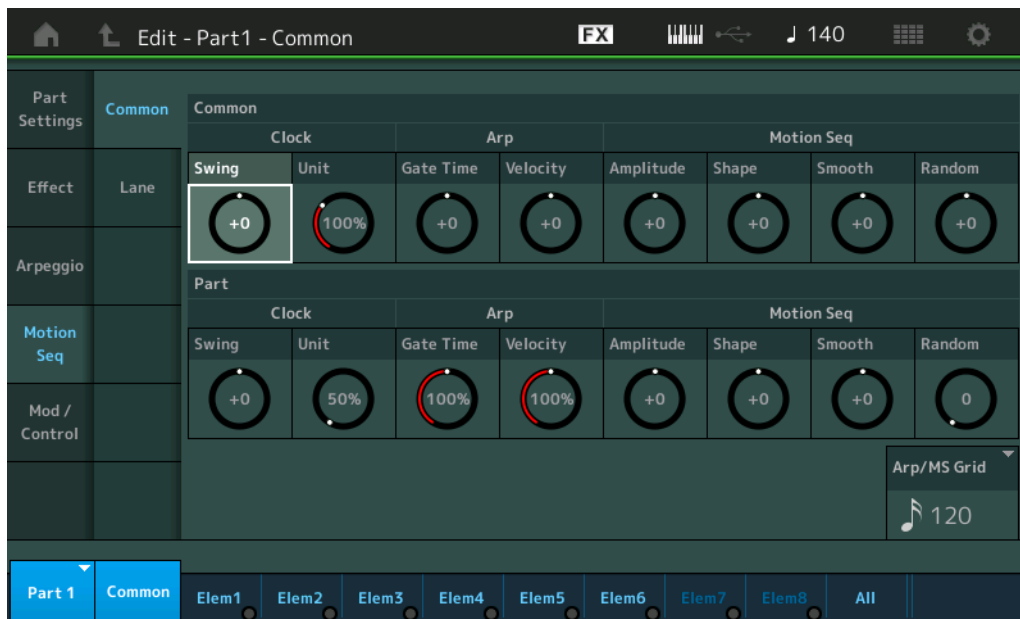 Edit - Part1 - Common
FX
140
Part Settings
Effect
Arpeggio
Motion Seq
Mod / Control
Common
Lane
Common
Clock Arp Motion Seq
Swing Unit Gate Time Velocity Amplitude Shape Smooth Random
+0 100% +0 +0 +0 +0 +0 +0
Part
Clock Arp Motion Seq
Swing Unit Gate Time Velocity Amplitude Shape Smooth Random
+0 50% 100% 100% +0 +0 +0 0
Arp/MS Grid
120
Part 1 Common Elem1 Elem2 Elem3 Elem4 Elem5 Elem6 Elem7 Elem8 All